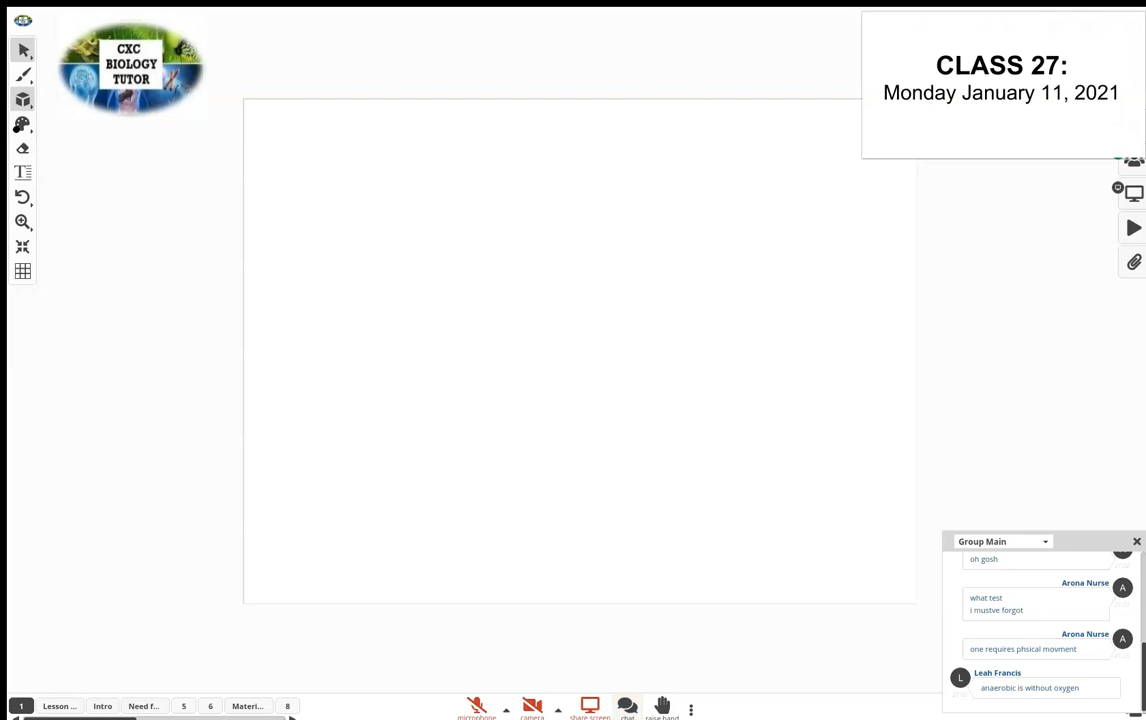 CXC
BIOLOGY
TUTOR
CLASS 27:
Monday January 11, 2021
T
Group Main
oh gosh
Arona Nurse
A
what test
i mustve forgot
Arona Nurse
A
one requires phsical movment
Leah Francis
L
anaerobic is without oxygen
1
Lesson ...
Intro
Need f...
5
6
Materi...
8
microphone
camera
share screen
chat
raise hand